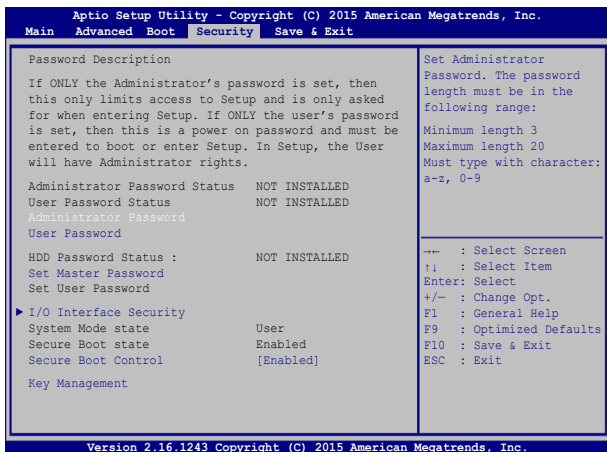 Aptio Setup Utility - Copyright (C) 2015 American Megatrends, Inc.
Main Advanced Boot Security Save & Exit
Password Description
If ONLY the Administrator's password is set, then
this only limits access to Setup and is only asked
for when entering Setup. If ONLY the user's password
is set, then this is a power on password and must be
entered to boot or enter Setup. In Setup, the User
will have Administrator rights.
Administrator Password Status NOT INSTALLED
User Password Status NOT INSTALLED
Administrator Password
User Password
HDD Password Status : NOT INSTALLED
Set Master Password
Set User Password
I/O Interface Security
System Mode state User
Secure Boot state Enabled
Secure Boot Control [Enabled]
Key Management
Set Administrator
Password. The password
length must be in the
following range:
Minimum length 3
Maximum length 20
Must type with character:
a-z, 0-9
→← : Select Screen
↑↓ : Select Item
Enter: Select
+/— : Change Opt.
F1 : General Help
F9 : Optimized Defaults
F10 : Save & Exit
ESC : Exit
Version 2.16.1243 Copyright (C) 2015 American Megatrends, Inc.